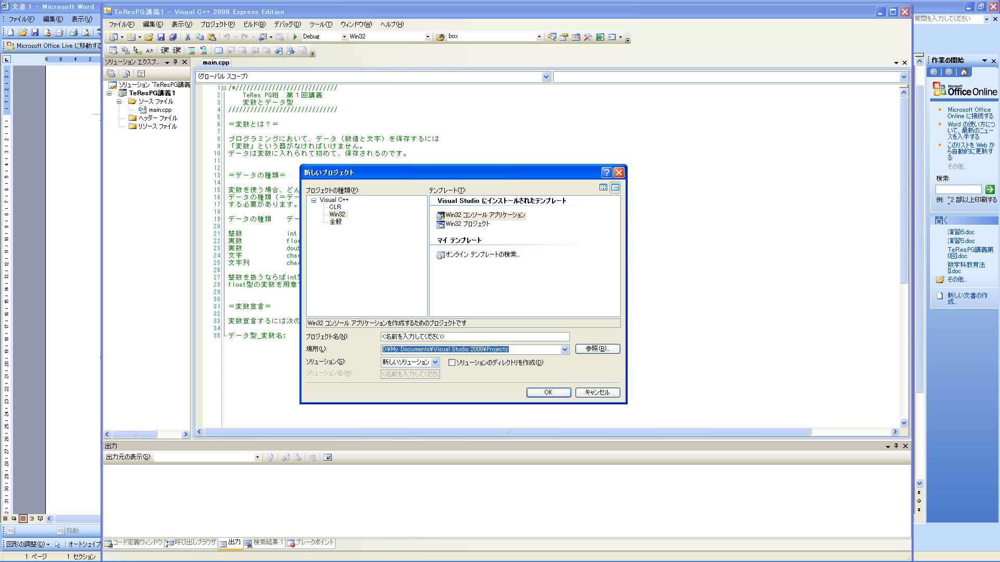 文書 1 - Microsoft Word
ファイル(F) 編集(E) 表示(V)
Microsoft Office Live に移動する
8 6 4 2
F1 F2 移動
図形の調整(D) オートシェイプ
1 ページ 1 セクション
TeResPG講義1 - Visual C++ 2008 Express Edition
ファイル(F) 編集(E) 表示(V) プロジェクト(P) ビルド(B) デバッグ(D) ツール(T) ウィンドウ(W) ヘルプ(H)
Debug Win32 box
ソリューション エクスプ...
ソリューション 'TeResPG講義
TeResPG講義1
ソース ファイル
main.cpp
ヘッダー ファイル
リソース ファイル
main.cpp
(グローバル スコープ)
1 /*////////////////////////////
2 TeRes PG班 第1回講義
3 変数とデータ型
4 //////////////////////////////
5
6 =変数とは?=
7
8 プログラミングにおいて、データ(数値と文字)を保存するには
9 「変数」という器がなければいけません。
10 データは変数に入れられて初めて、保存されるのです。
11
12
13 =データの種類=
14
15 変数を使う場合、どん
16 データの種類(=デー
17 する必要があります。
18
19 データの種類 デー
20
21 整数 int
22 実数 floa
23 実数 doub
24 文字 char
25 文字列 char
26
27 整数を扱うならばint型
28 float型の変数を用意
29
30
31 =変数宣言=
32
33 変数宣言するには次の
34
35 データ型_変数名;
新しいプロジェクト
プロジェクトの種類(P): テンプレート(T):
Visual C++
CLR
Win32
全般
Visual Studio にインストールされたテンプレート
Win32 コンソール アプリケーション
Win32 プロジェクト
マイ テンプレート
オンライン テンプレートの検索...
Win32 コンソール アプリケーションを作成するためのプロジェクトです
プロジェクト名(N): <名前を入力してください>
場所(L): D:¥My Documents¥Visual Studio 2008¥Projects 参照(B)...
ソリューション(S): 新しいソリューション ソリューションのディレクトリを作成(D)
ソリューション名(M): <名前を入力してください
OK キャンセル
出力
出力元の表示(S):
コード定義ウィンドウ 呼び出しブラウザ 出力 検索結果 1 ブレークポイント
質問を入力してください
作業の開始
Microsoft Office Online
Microsoft Office
Online に接続する
Word の使い方につ
いて、最新のニュー
スを入手する
このリストを Web か
ら自動的に更新す
る
その他...
検索:
例: "2 部以上印刷する
"
開く
演習6.doc
演習5.doc
TeResPG講義第
0回.doc
数学科教育法
II.doc
その他...
新しい文書の作
成...